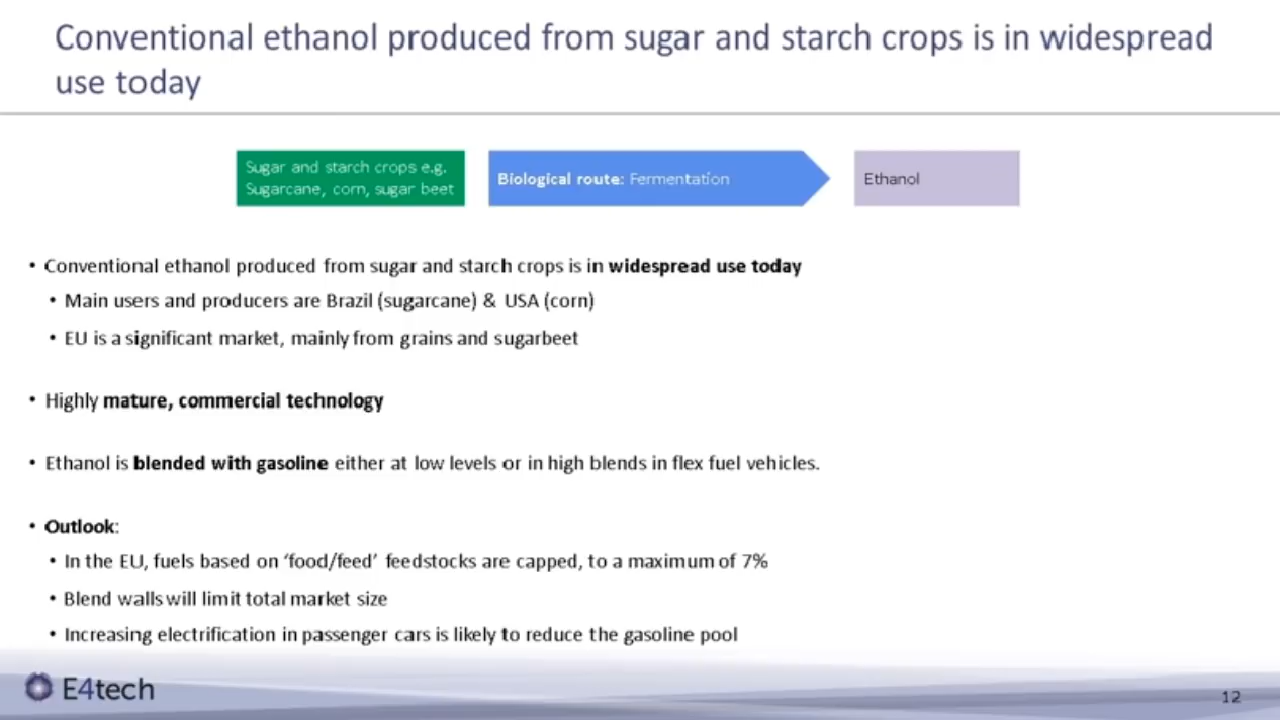 Conventional ethanol produced from sugar and starch crops is in widespread
use today
Sugar and starch crops e.g.
Sugarcane, corn, sugar beet
Biological route: Fermentation
Ethanol
• Conventional ethanol produced from sugar and starch crops is in widespread use today
• Main users and producers are Brazil (sugarcane) & USA (corn)
• EU is a significant market, mainly from grains and sugarbeet
• Highly mature, commercial technology
• Ethanol is blended with gasoline either at low levels or in high blends in flex fuel vehicles.
• Outlook:
• In the EU, fuels based on ‘food/feed’ feedstocks are capped, to a maximum of 7%
• Blend walls will limit total market size
• Increasing electrification in passenger cars is likely to reduce the gasoline pool
E4tech
12